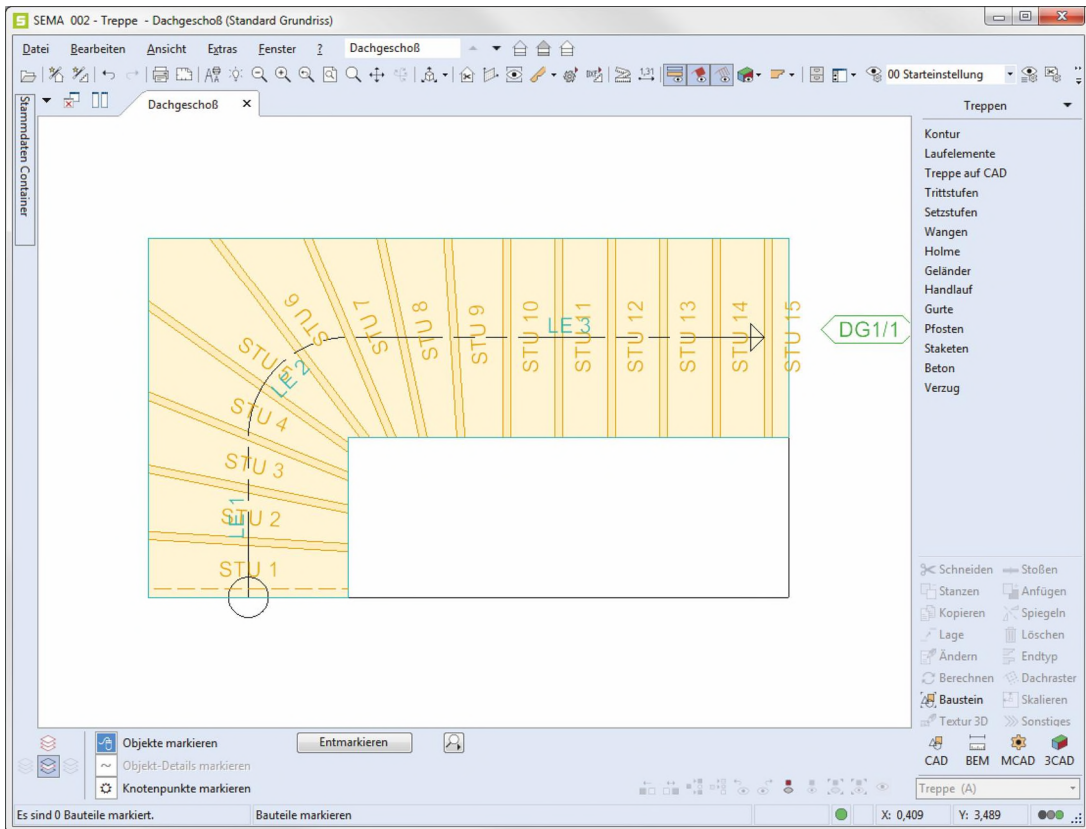 SEMA 002 - Treppe - Dachgeschoß (Standard Grundriss)
Datei Bearbeiten Ansicht Extras Fenster ? Dachgeschoß
00 Starteinstellung
Stammdaten Container
Dachgeschoß
Treppen
Kontur
Laufelemente
Treppe auf CAD
Trittstufen
Setzstufen
Wangen
Holme
Geländer
Handlauf
Gurte
Pfosten
Staketen
Beton
Verzug
STU 1
STU 2
STU 3
STU 4
STU 5
STU 6
STU 7
STU 8
STU 9
STU 10
STU 11
STU 12
STU 13
STU 14
STU 15
LE 1
LE 2
LE 3
DG1/1
Schneiden Stoßen
Stanzen Anfügen
Kopieren Spiegeln
Lage Löschen
Ändern Endtyp
Berechnen Dachraster
Baustein Skalieren
Textur 3D Sonstiges
CAD BEM MCAD 3CAD
Treppe (A)
Objekte markieren Entmarkieren
Objekt-Details markieren
Knotenpunkte markieren
Es sind 0 Bauteile markiert. Bauteile markieren X: 0,409 Y: 3,489